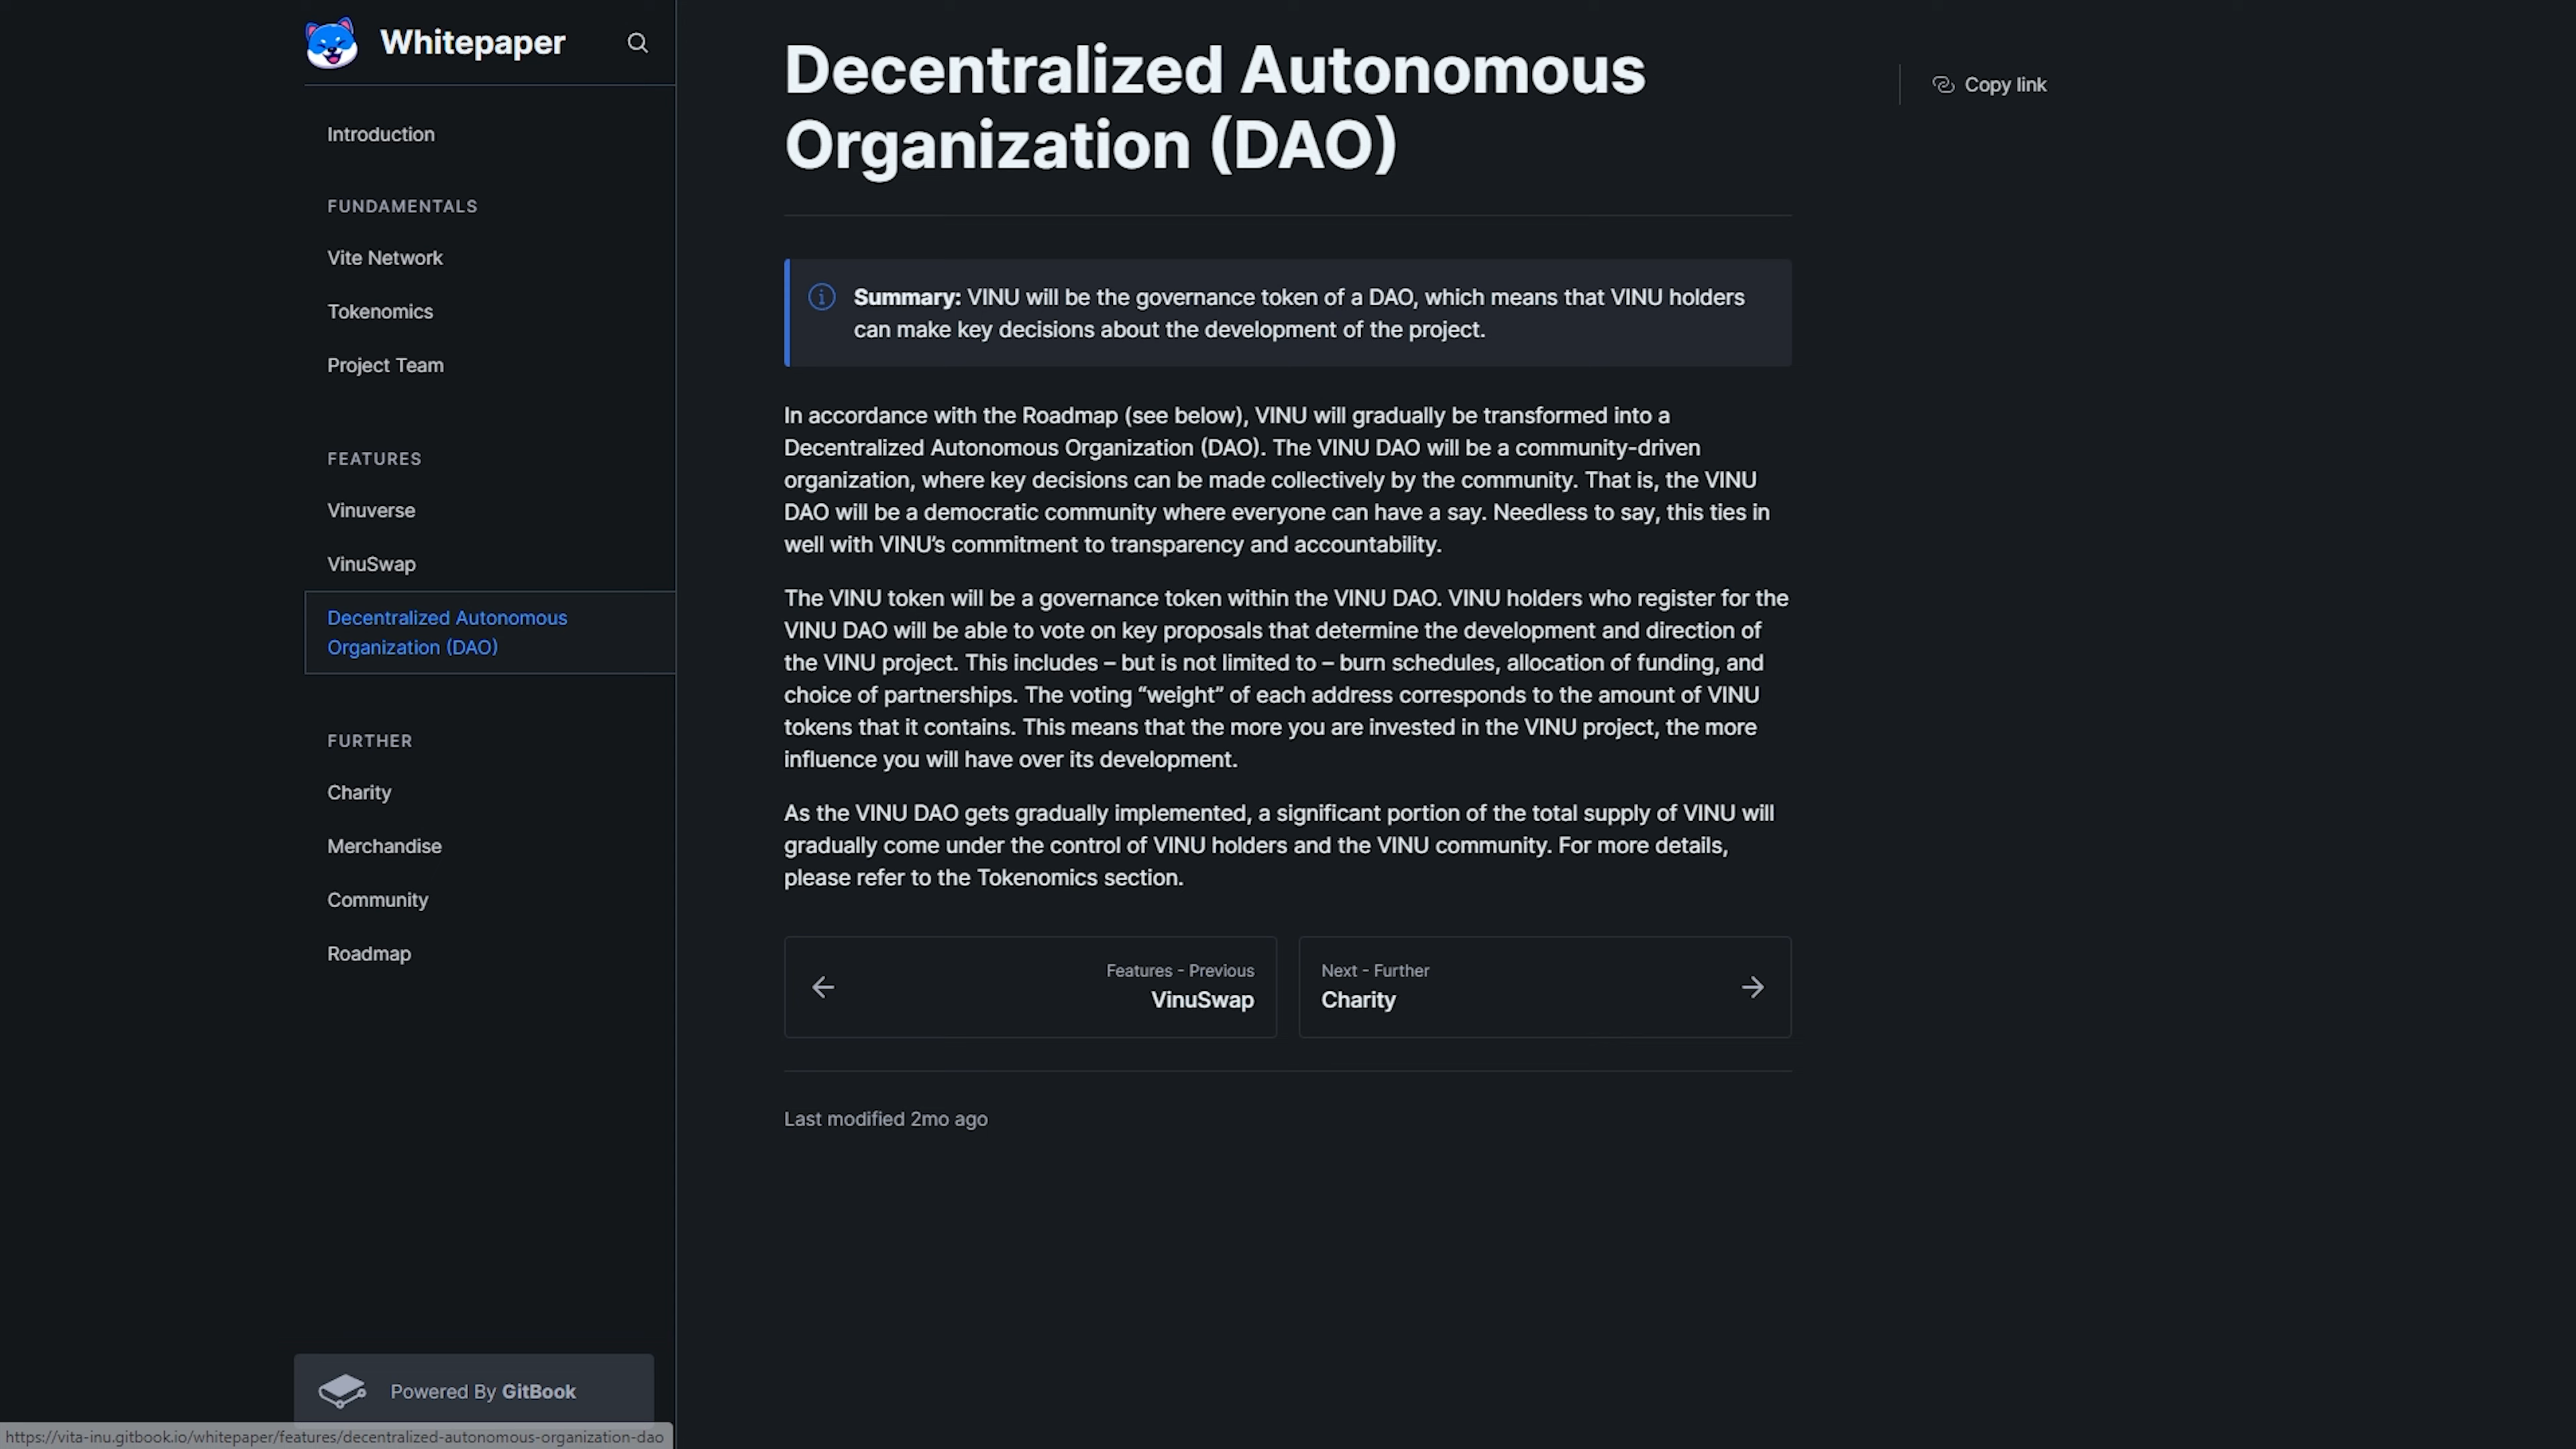 Whitepaper
Introduction
FUNDAMENTALS
Vite Network
Tokenomics
Project Team
FEATURES
Vinuverse
VinuSwap
Decentralized Autonomous
Organization (DAO)
FURTHER
Charity
Merchandise
Community
Roadmap
Powered By GitBook
https://vita-inu.gitbook.io/whitepaper/features/decentralized-autonomous-organization-dao
Decentralized Autonomous
Organization (DAO)
Copy link
Summary: VINU will be the governance token of a DAO, which means that VINU holders
can make key decisions about the development of the project.
In accordance with the Roadmap (see below), VINU will gradually be transformed into a
Decentralized Autonomous Organization (DAO). The VINU DAO will be a community-driven
organization, where key decisions can be made collectively by the community. That is, the VINU
DAO will be a democratic community where everyone can have a say. Needless to say, this ties in
well with VINU’s commitment to transparency and accountability.
The VINU token will be a governance token within the VINU DAO. VINU holders who register for the
VINU DAO will be able to vote on key proposals that determine the development and direction of
the VINU project. This includes – but is not limited to – burn schedules, allocation of funding, and
choice of partnerships. The voting “weight” of each address corresponds to the amount of VINU
tokens that it contains. This means that the more you are invested in the VINU project, the more
influence you will have over its development.
As the VINU DAO gets gradually implemented, a significant portion of the total supply of VINU will
gradually come under the control of VINU holders and the VINU community. For more details,
please refer to the Tokenomics section.
Features - Previous
VinuSwap
Next - Further
Charity
Last modified 2mo ago